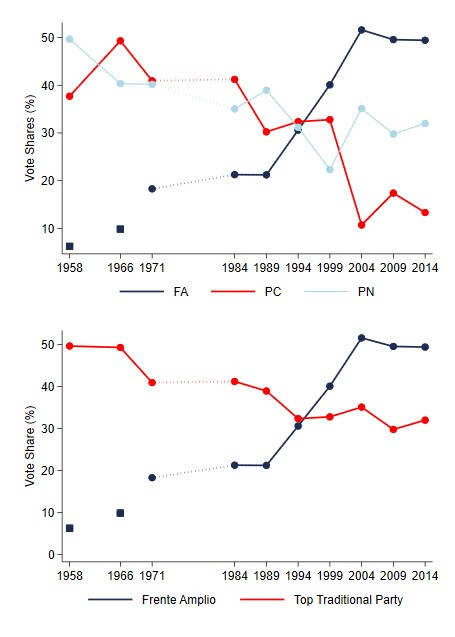 Vote Shares (%)
50
40
30
20
10
1958 1966 1971 1984 1989 1994 1999 2004 2009 2014
FA PC PN
Vote Share (%)
50
40
30
20
10
0
1958 1966 1971 1984 1989 1994 1999 2004 2009 2014
Frente Amplio Top Traditional Party